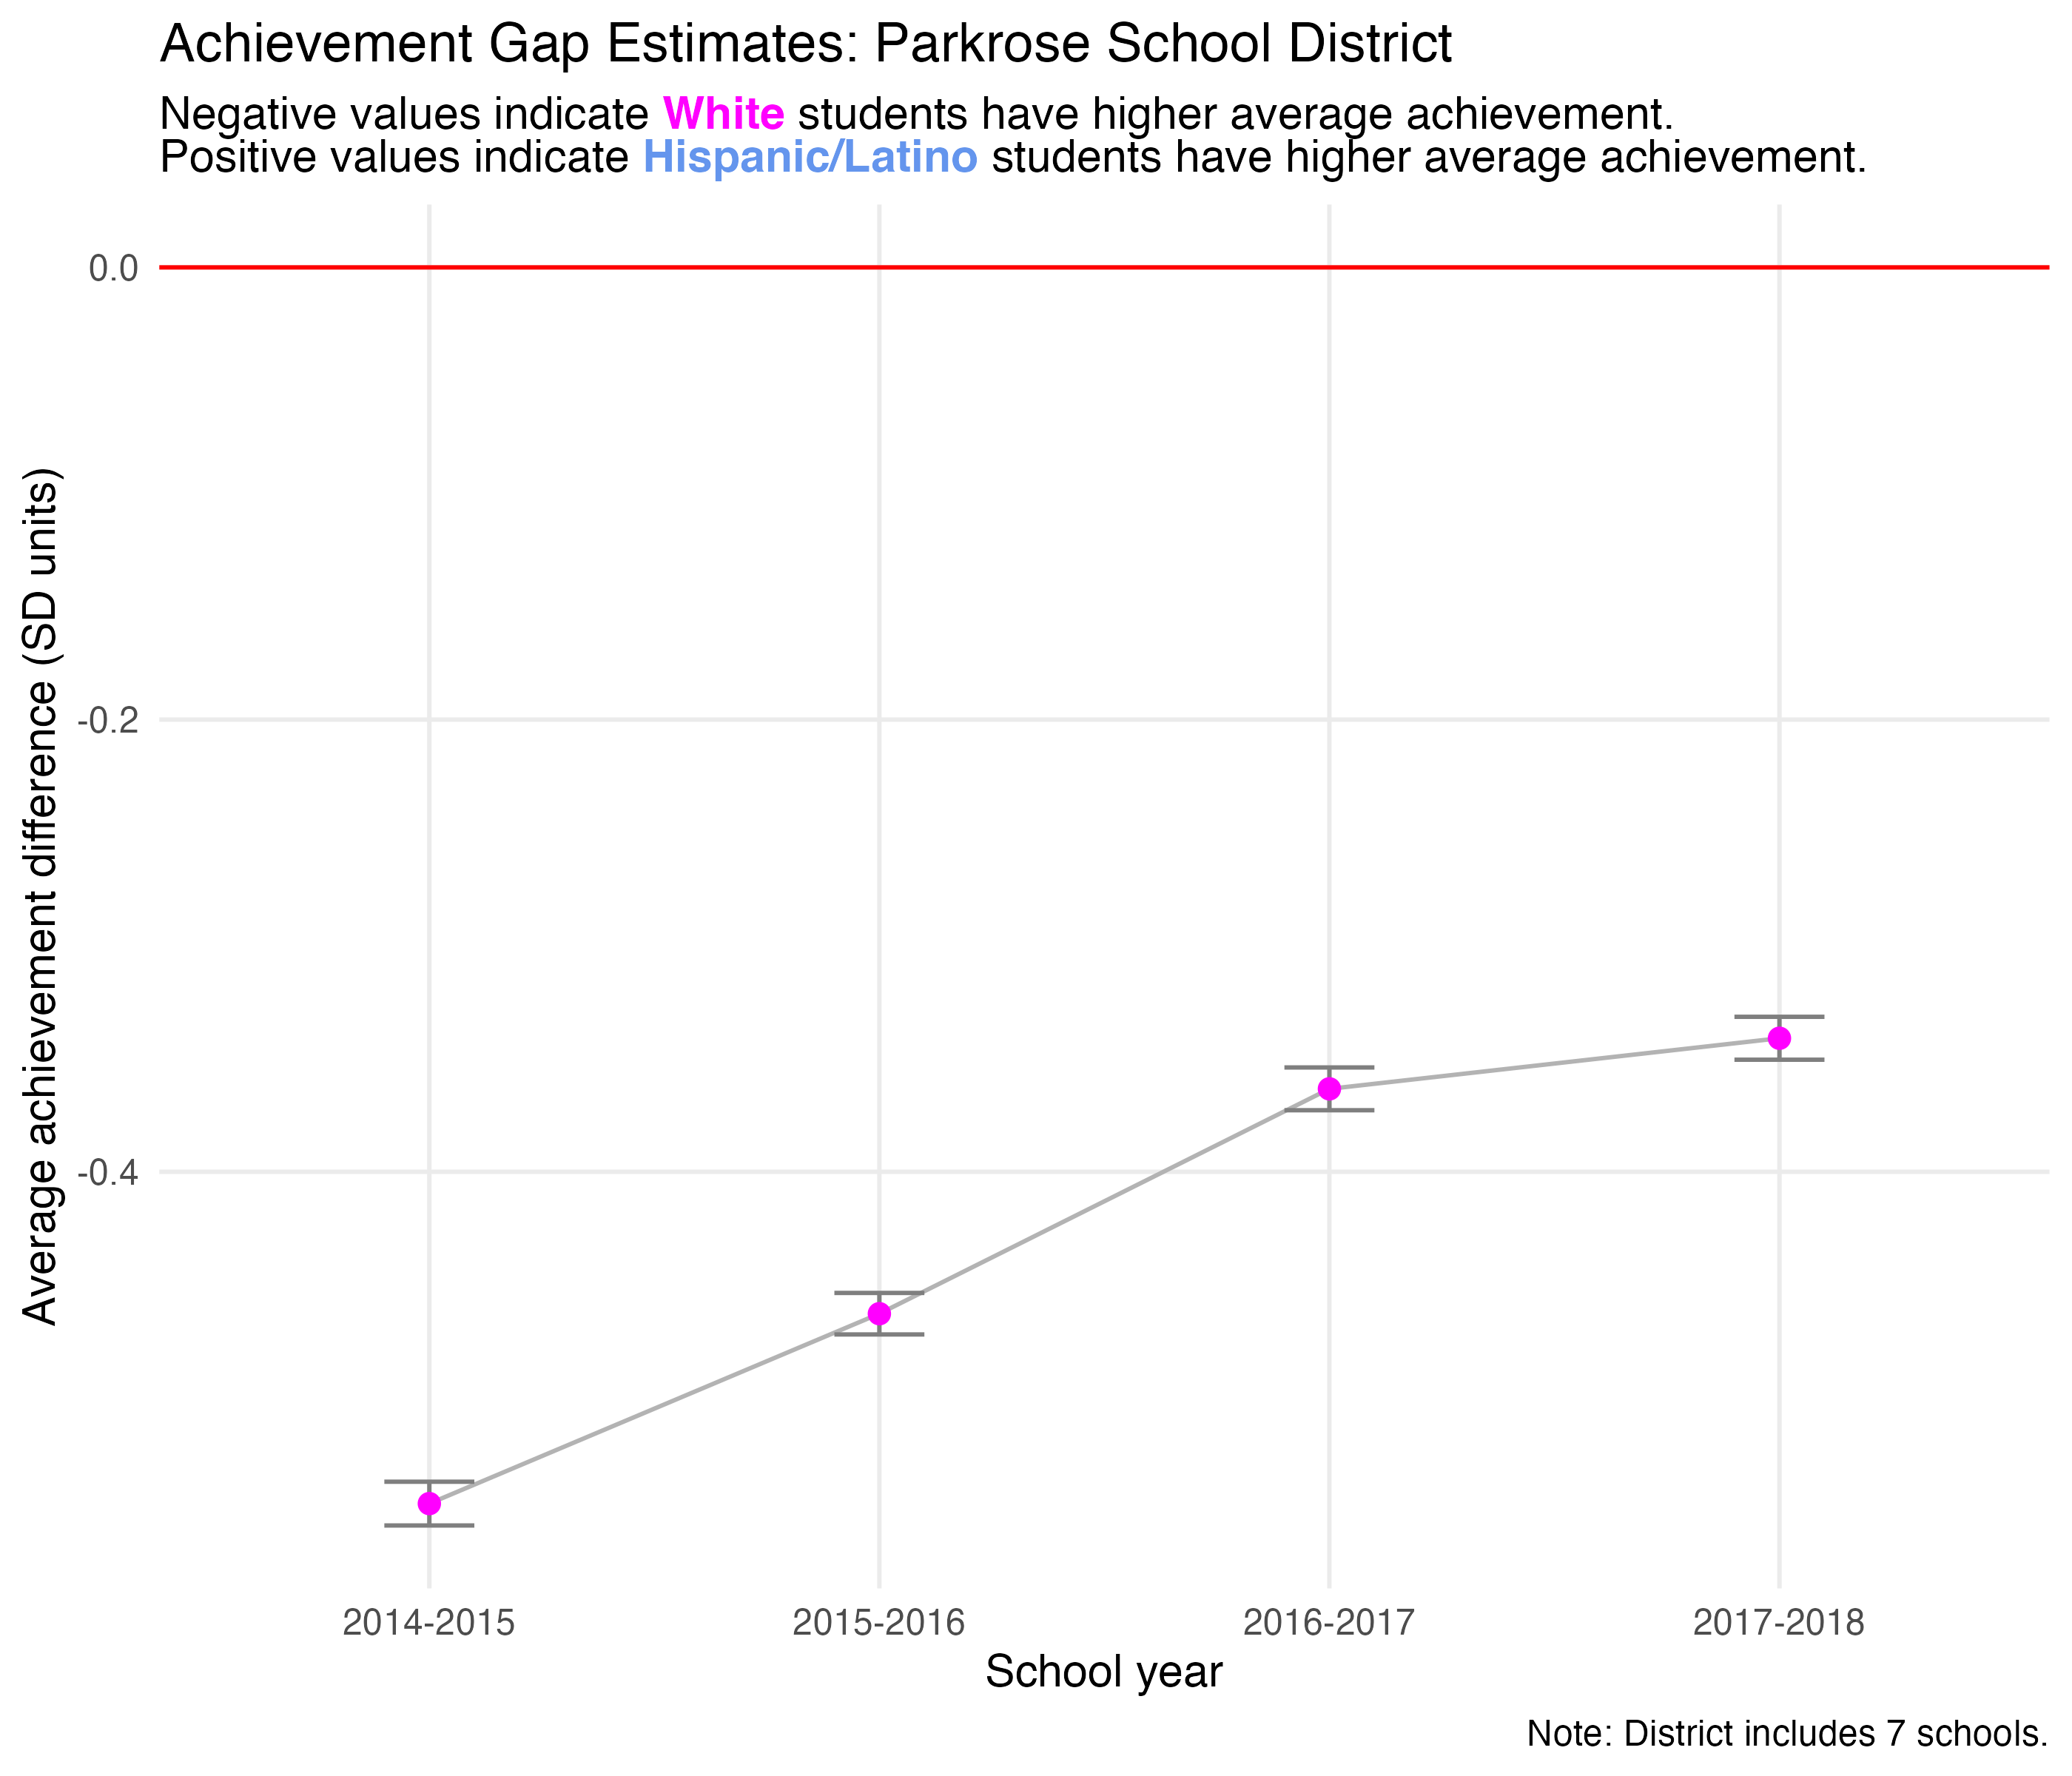 Achievement Gap Estimates: Parkrose School District
Negative values indicate White students have higher average achievement.
Positive values indicate Hispanic/Latino students have higher average achievement.
Average achievement difference (SD units)
0.0
-0.2
-0.4
2014-2015
2015-2016
2016-2017
2017-2018
School year
Note: District includes 7 schools.